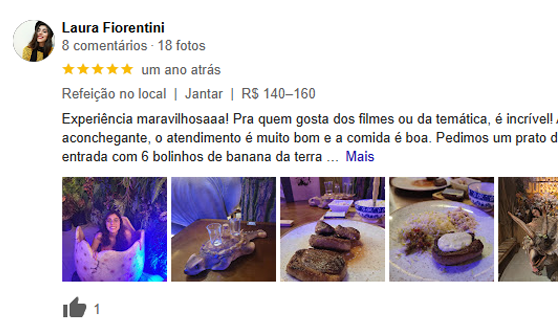 Laura Fiorentini
8 comentários · 18 fotos
um ano atrás
Refeição no local | Jantar | R$ 140–160
Experiência maravilhosaaa! Pra quem gosta dos filmes ou da temática, é incrível!
aconchegante, o atendimento é muito bom e a comida é boa. Pedimos um prato d
entrada com 6 bolinhos de banana da terra ... Mais
1